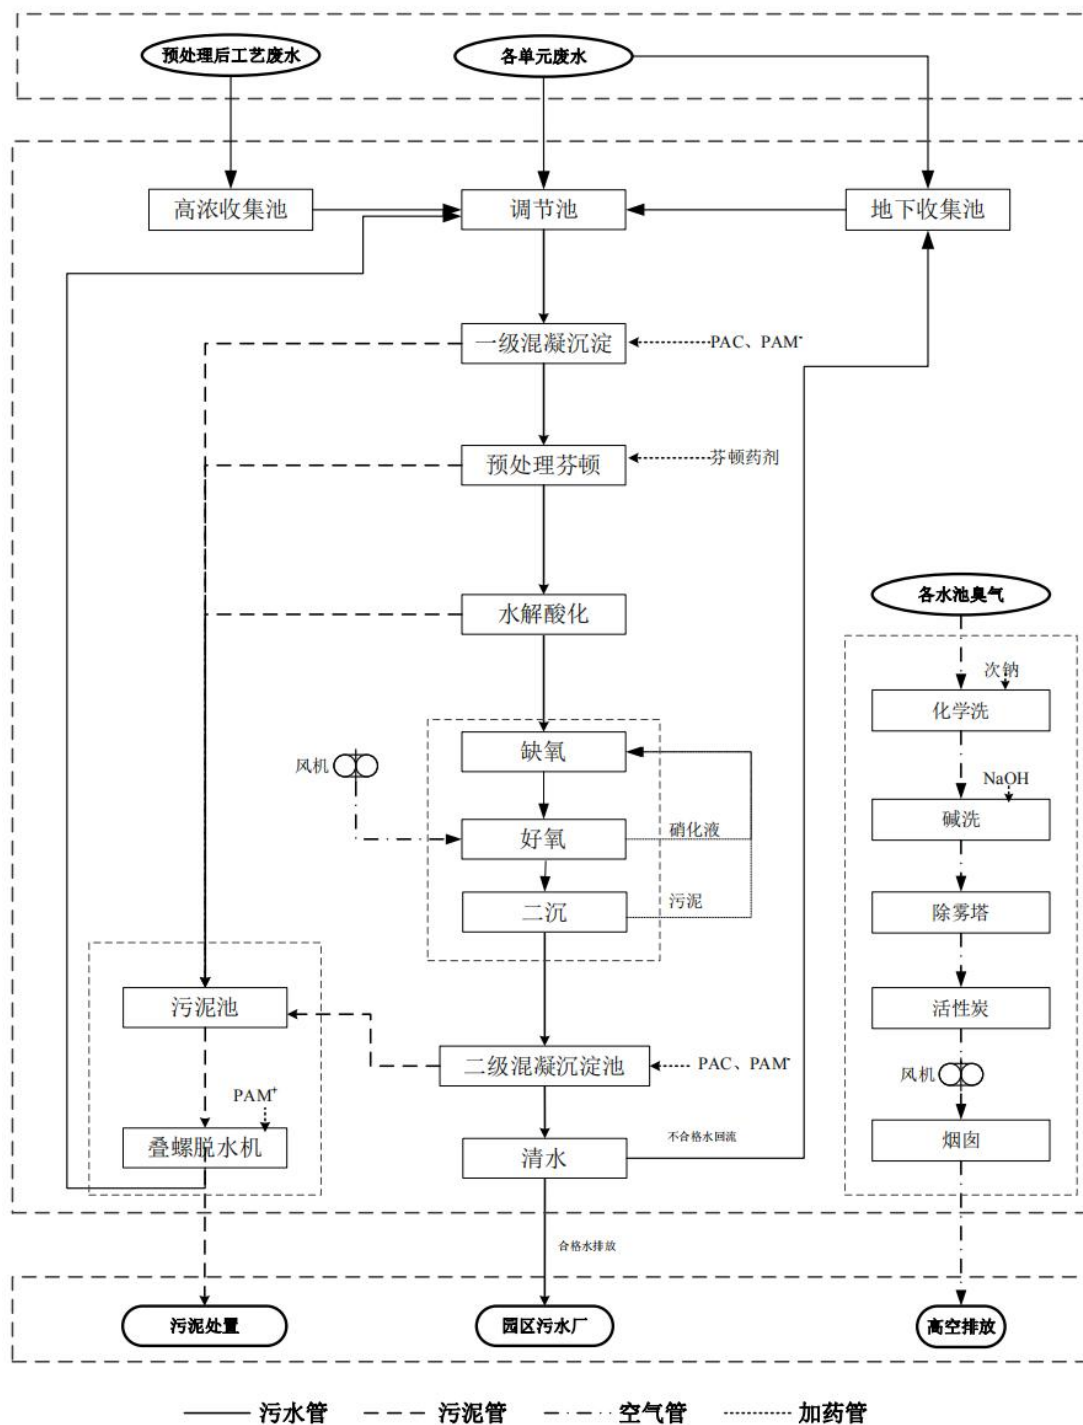 预处理后工艺废水
各单元废水
高浓收集池
调节池
地下收集池
一级混凝沉淀
PAC、PAM-
预处理芬顿
芬顿药剂
水解酸化
各水池臭气
次钠
化学洗
缺氧
风机
NaOH
好氧
硝化液
碱洗
二沉
污泥
除雾塔
污泥池
活性炭
二级混凝沉淀池
PAC、PAM-
风机
PAM+
叠螺脱水机
清水
不合格水回流
烟囱
合格水排放
污泥处置
园区污水厂
高空排放
污水管
污泥管
空气管
加药管